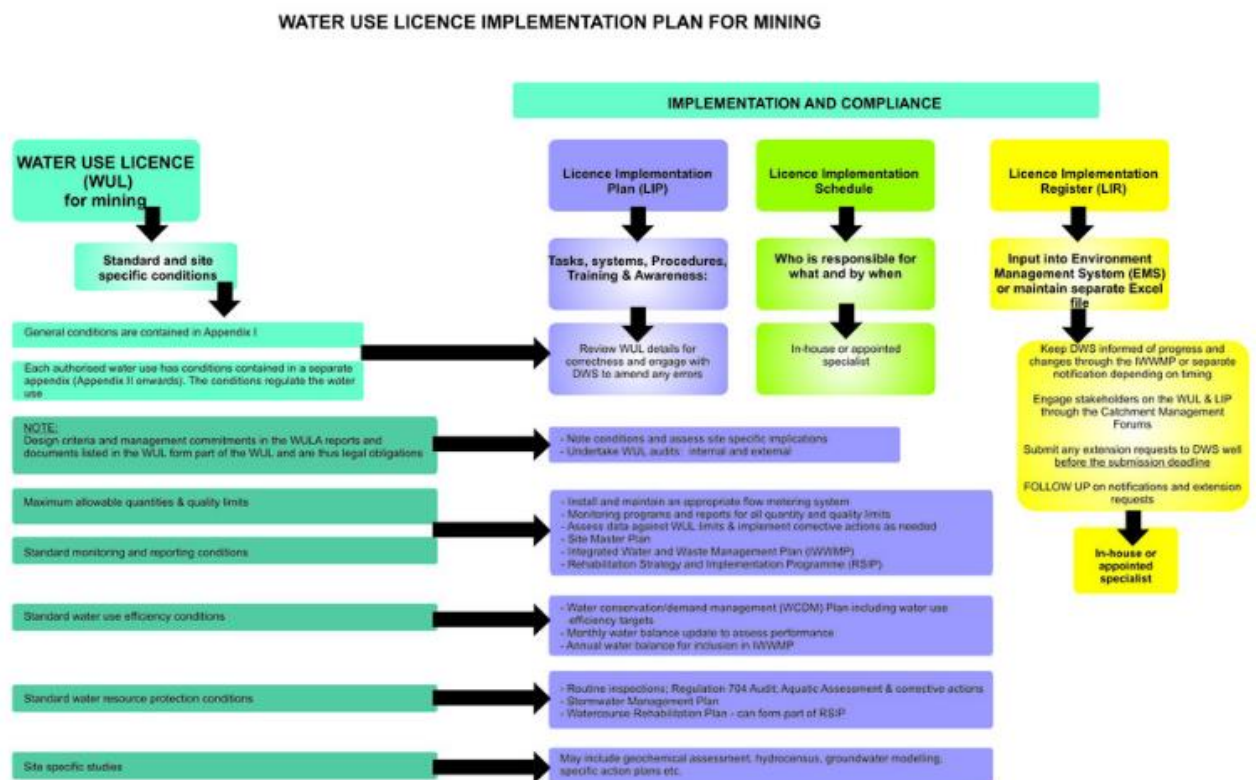 WATER USE LICENCE IMPLEMENTATION PLAN FOR MINING
IMPLEMENTATION AND COMPLIANCE
WATER USE LICENCE
(WUL)
for mining
Standard and site
specific conditions
General conditions are contained in Appendix I
Each authorised water use has conditions contained in a separate
appendix (Appendix II onwards). The conditions regulate the water
use
NOTE:
Design criteria and management commitments in the WULA reports and
documents listed in the WUL form part of the WUL and are thus legal obligations
Maximum allowable quantities & quality limits
Standard monitoring and reporting conditions
Standard water use efficiency conditions
Standard water resource protection conditions
Site specific studies
Licence Implementation
Plan (LIP)
Tasks, systems, Procedures,
Training & Awareness:
Review WUL details for
correctness and engage with
DWS to amend any errors
- Note conditions and assess site specific implications
- Undertake WUL audits: internal and external
- Install and maintain an appropriate flow metering system
- Monitoring programs and reports for all quantity and quality limits
- Assess data against WUL limits & implement corrective actions as needed
- Site Master Plan
- Integrated Water and Waste Management Plan (IWWMP)
- Rehabilitation Strategy and Implementation Programme (RSIP)
- Water conservation/demand management (WCDM) Plan including water use
efficiency targets
- Monthly water balance update to assess performance
- Annual water balance for inclusion in IWWMP
- Routine inspections; Regulation 704 Audit; Aquatic Assessment & corrective actions
- Stormwater Management Plan
- Watercourse Rehabilitation Plan - can form part of RSIP
May include geochemical assessment, hydrocensus, groundwater modelling,
specific action plans etc.
Licence Implementation
Schedule
Who is responsible for
what and by when
In-house or appointed
specialist
Licence Implementation
Register (LIR)
Input into Environment
Management System (EMS)
or maintain separate Excel
file
Keep DWS informed of progress and
changes through the IWWMP or separate
notification depending on timing
Engage stakeholders on the WUL & LIP
through the Catchment Management
Forums
Submit any extension requests to DWS well
before the submission deadline
FOLLOW UP on notifications and extension
requests
In-house or
appointed
specialist